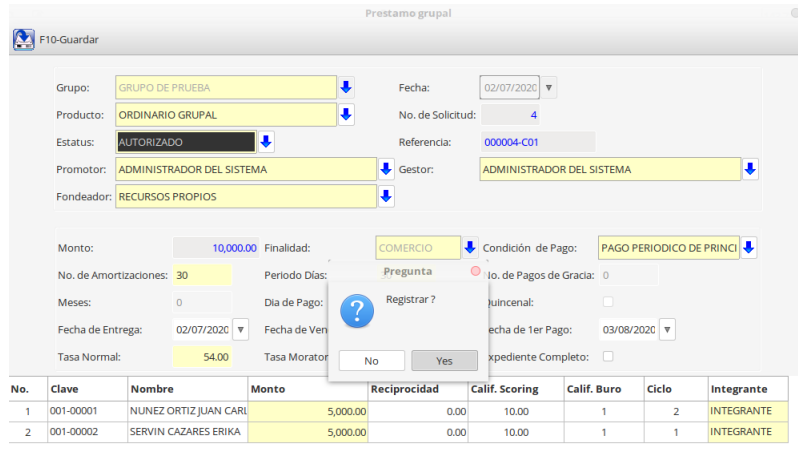 Prestamo grupal
F10-Guardar
Grupo: GRUPO DE PRUEBA Fecha: 02/07/2020
Producto: ORDINARIO GRUPAL No. de Solicitud: 4
Estatus: AUTORIZADO Referencia: 000004-C01
Promotor: ADMINISTRADOR DEL SISTEMA Gestor: ADMINISTRADOR DEL SISTEMA
Fondeador: RECURSOS PROPIOS
Monto: 10,000.00 Finalidad: COMERCIO Condición de Pago: PAGO PERIODICO DE PRINCI
No. de Amortizaciones: 30 Periodo Días: No. de Pagos de Gracia: 0
Meses: 0 Dia de Pago: Quincenal:
Fecha de Entrega: 02/07/2020 Fecha de Ven echa de 1er Pago: 03/08/2020
Tasa Normal: 54.00 Tasa Morator xpediente Completo:
Pregunta
Registrar ?
No Yes
No. Clave Nombre Monto Reciprocidad Calif. Scoring Calif. Buro Ciclo Integrante
1 001-00001 NUNEZ ORTIZ JUAN CARL 5,000.00 0.00 10.00 1 2 INTEGRANTE
2 001-00002 SERVIN CAZARES ERIKA 5,000.00 0.00 10.00 1 1 INTEGRANTE